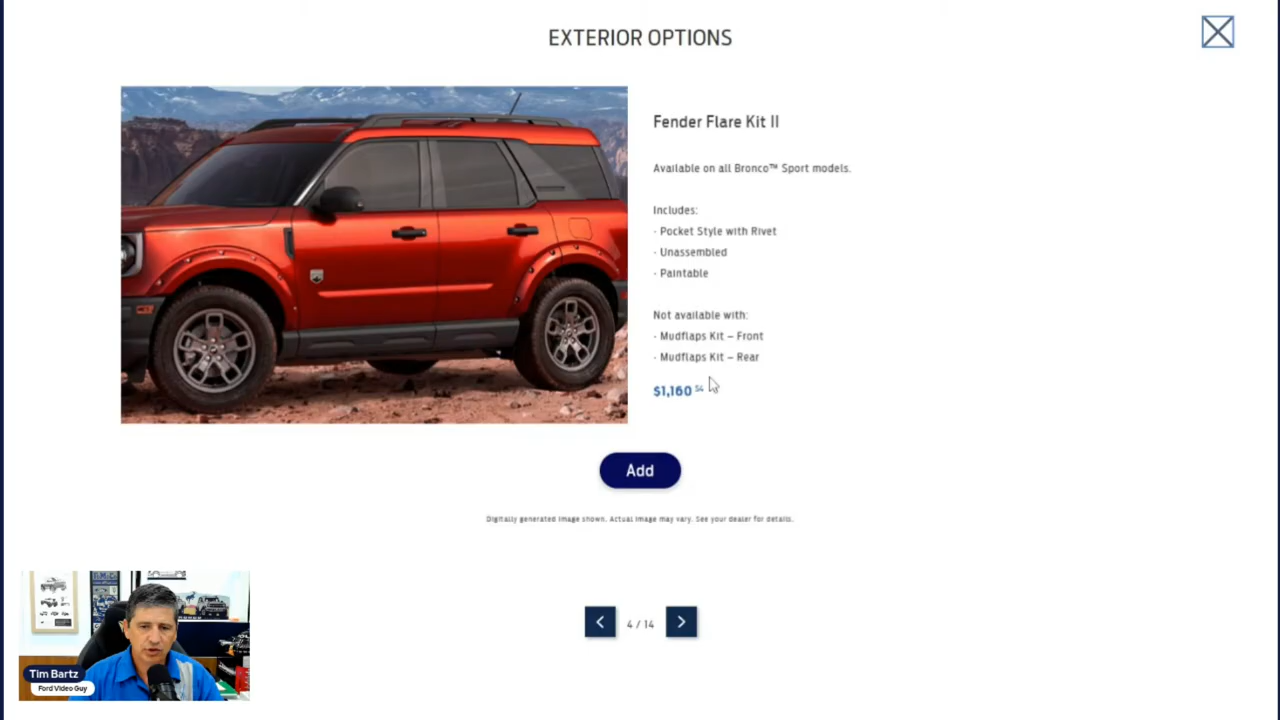 EXTERIOR OPTIONS
Fender Flare Kit II
Available on all Bronco™ Sport models.
Includes:
· Pocket Style with Rivet
· Unassembled
· Paintable
Not available with:
· Mudflaps Kit – Front
· Mudflaps Kit – Rear
$1,160 54
Add
Digitally generated image shown. Actual image may vary. See your dealer for details.
4 / 14
Tim Bartz
Ford Video Guy